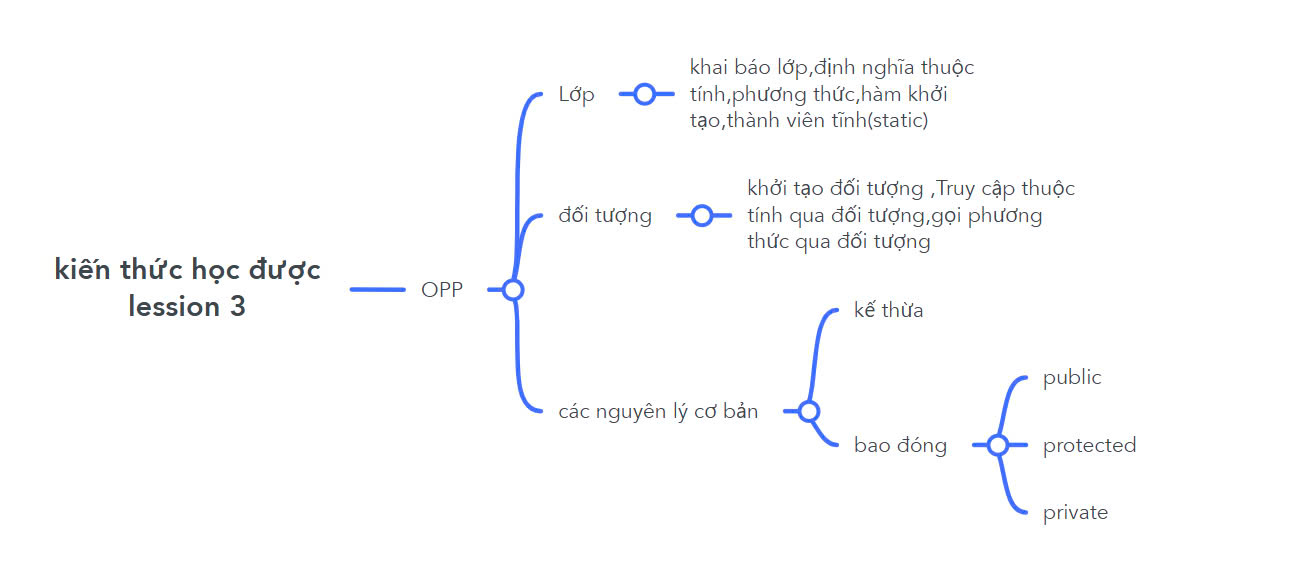 kiến thức học được
lession 3
OPP
Lớp
khai báo lớp,định nghĩa thuộc
tính,phương thức,hàm khởi
tạo,thành viên tĩnh(static)
đối tượng
khởi tạo đối tượng ,Truy cập thuộc
tính qua đối tượng,gọi phương
thức qua đối tượng
các nguyên lý cơ bản
kế thừa
bao đóng
public
protected
private